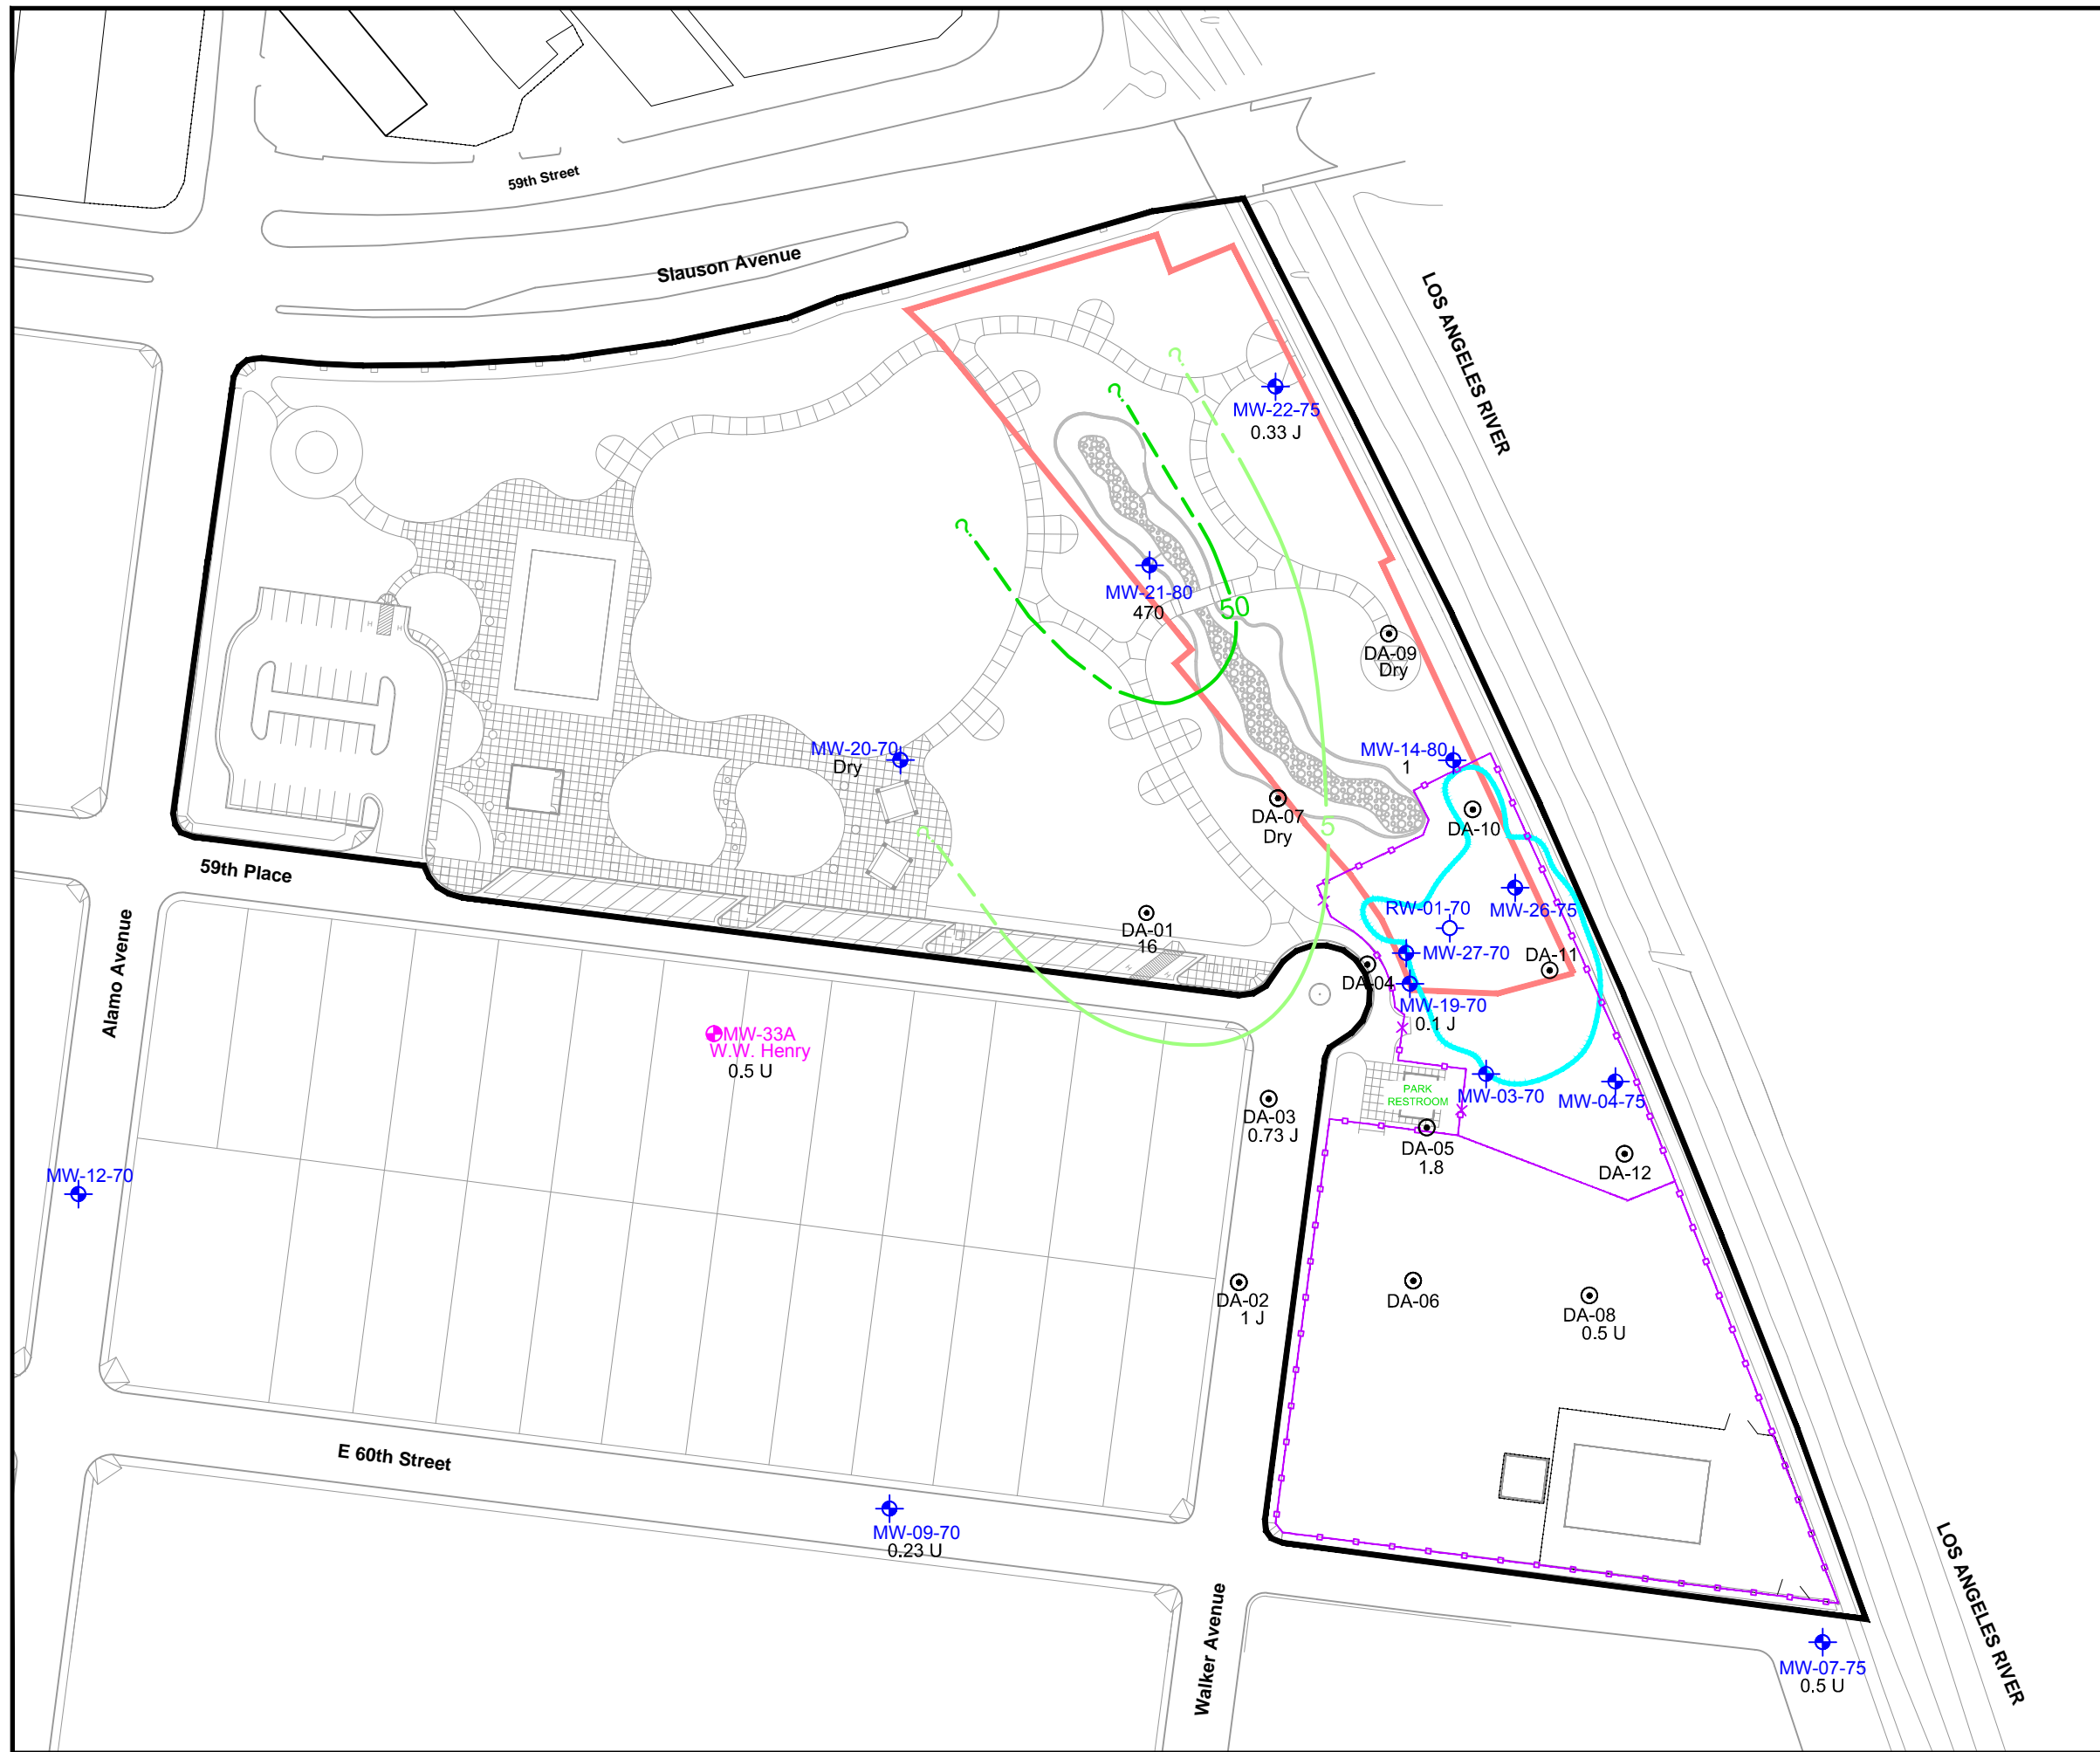 59th Street
Slauson Avenue
LOS ANGELES RIVER
?
?
?
?
MW-22-75
0.33 J
MW-21-80
470
50
DA-09
Dry
MW-20-70
Dry
MW-14-80
1
DA-07
Dry
5
DA-10
59th Place
Alamo Avenue
DA-01
16
RW-01-70
MW-26-75
MW-27-70
DA-11
DA-04
MW-19-70
0.1 J
MW-33A
W.W. Henry
0.5 U
PARK
RESTROOM
MW-03-70
MW-04-75
DA-03
0.73 J
DA-05
1.8
DA-12
MW-12-70
DA-02
1 J
DA-06
DA-08
0.5 U
E 60th Street
MW-09-70
0.23 U
Walker Avenue
LOS ANGELES RIVER
MW-07-75
0.5 U
H
H
H
H